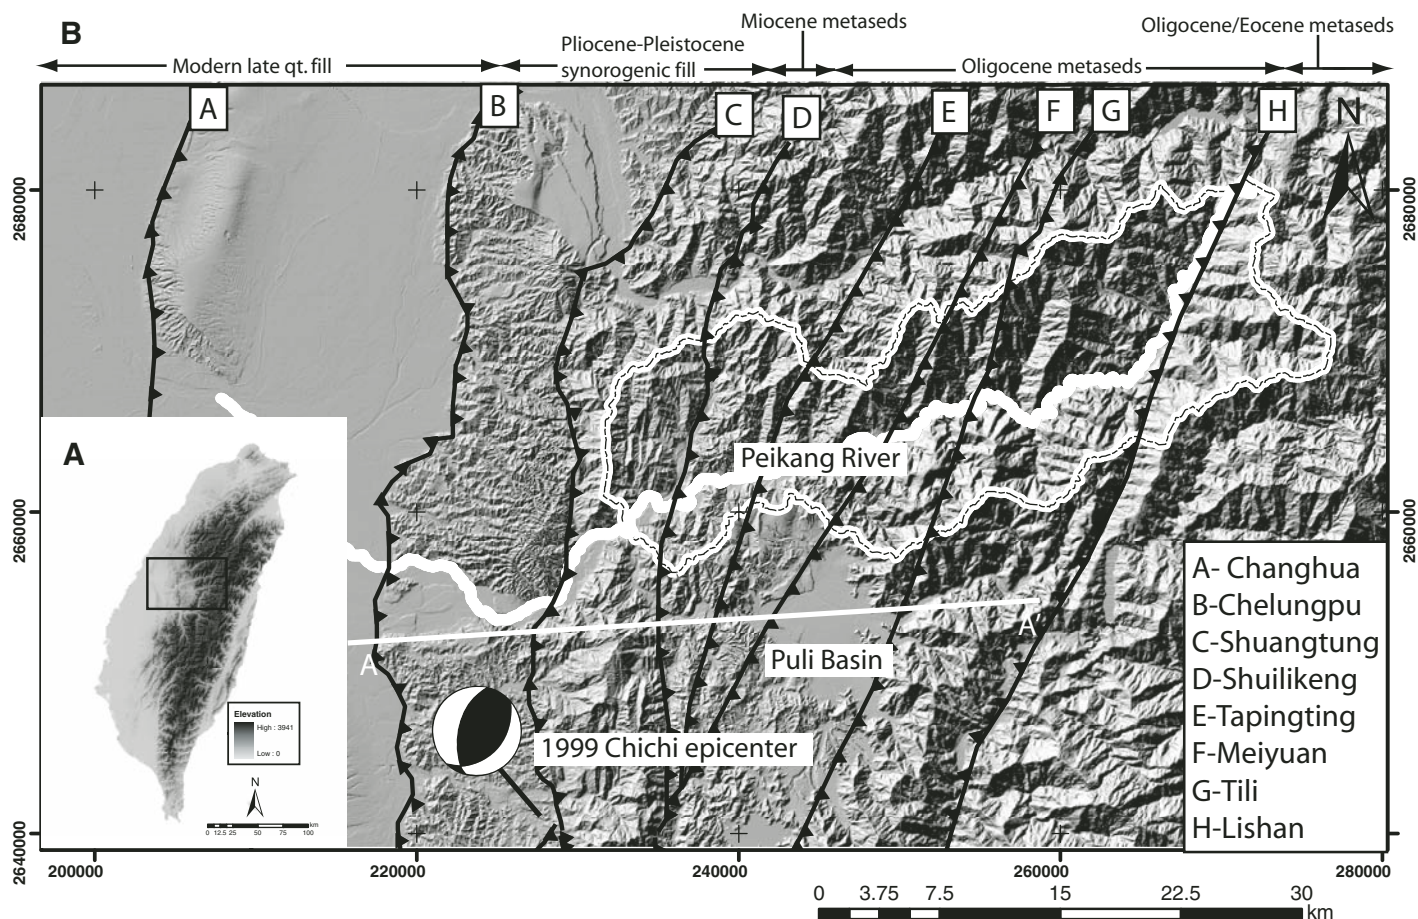 B
Miocene metaseds
Oligocene/Eocene metaseds
Pliocene-Pleistocene
synorogenic fill
Modern late qt. fill
Oligocene metaseds
A
B
C
D
E
F
G
H
N
2680000
2680000
Peikang River
A
2660000
2660000
A- Changhua
B-Chelungpu
C-Shuangtung
D-Shuilikeng
E-Tapingting
F-Meiyuan
G-Tili
H-Lishan
A
A'
Puli Basin
1999 Chichi epicenter
Elevation
High : 3941
Low : 0
N
km
0 12.5 25 50 75 100
2640000
200000
220000
240000
260000
280000
0 3.75 7.5 15 22.5 30
km